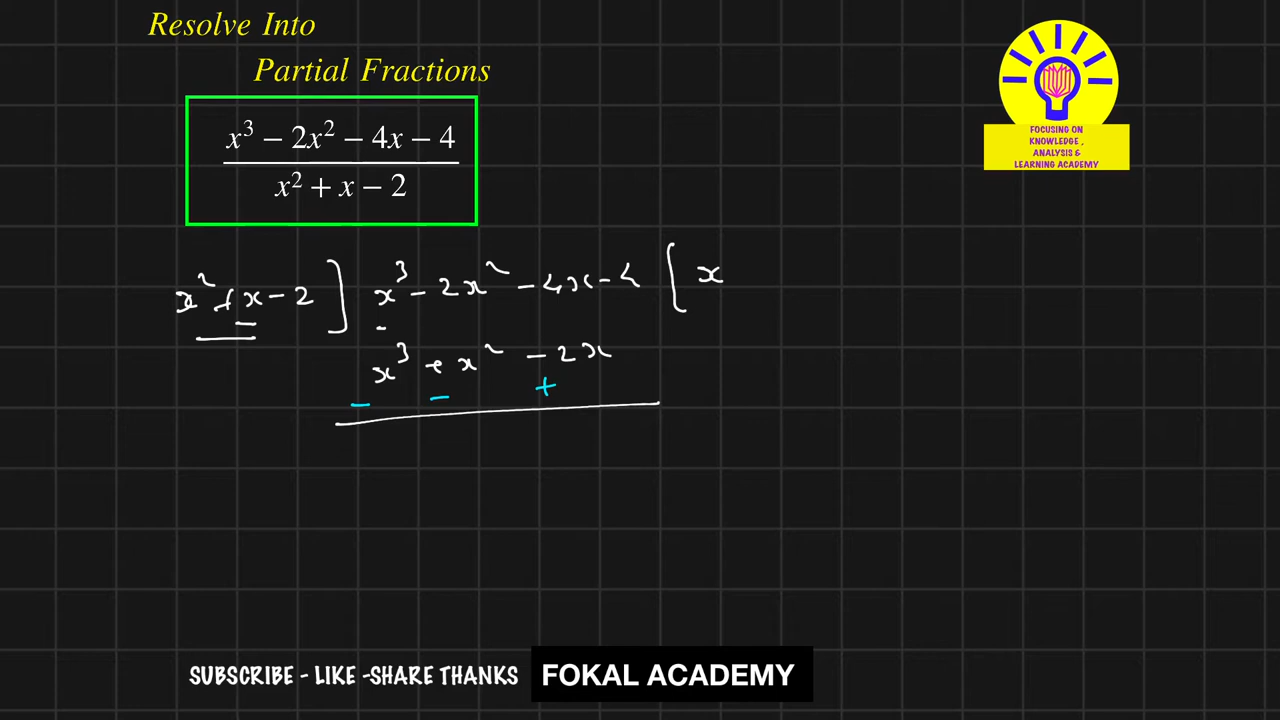 Resolve Into
Partial Fractions
x³ − 2x² − 4x − 4
x² + x − 2
FOCUSING ON
KNOWLEDGE ,
ANALYSIS &
LEARNING ACADEMY
x² + x − 2 ] x³ − 2x² − 4x − 4 [ x
x³ + x² − 2x
− − +
SUBSCRIBE - LIKE -SHARE THANKS
FOKAL ACADEMY